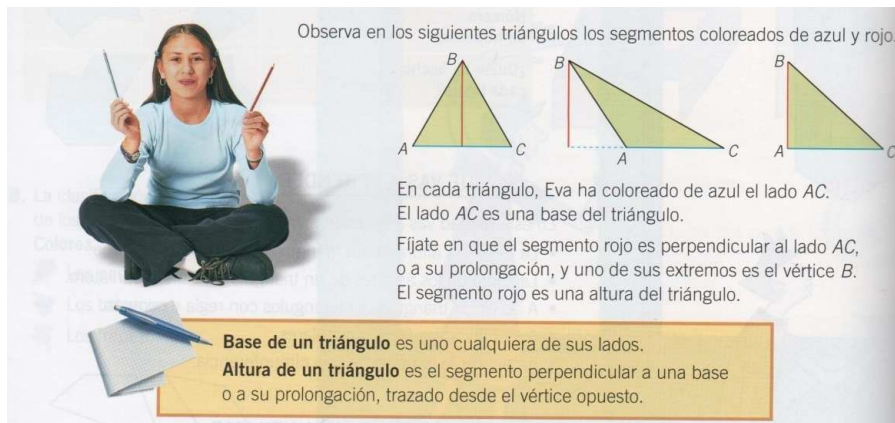 Observa en los siguientes triángulos los segmentos coloreados de azul y rojo.
B
A
C
B
A
C
B
A
C
En cada triángulo, Eva ha coloreado de azul el lado AC.
El lado AC es una base del triángulo.
Fíjate en que el segmento rojo es perpendicular al lado AC,
o a su prolongación, y uno de sus extremos es el vértice B.
El segmento rojo es una altura del triángulo.
Base de un triángulo es uno cualquiera de sus lados.
Altura de un triángulo es el segmento perpendicular a una base
o a su prolongación, trazado desde el vértice opuesto.